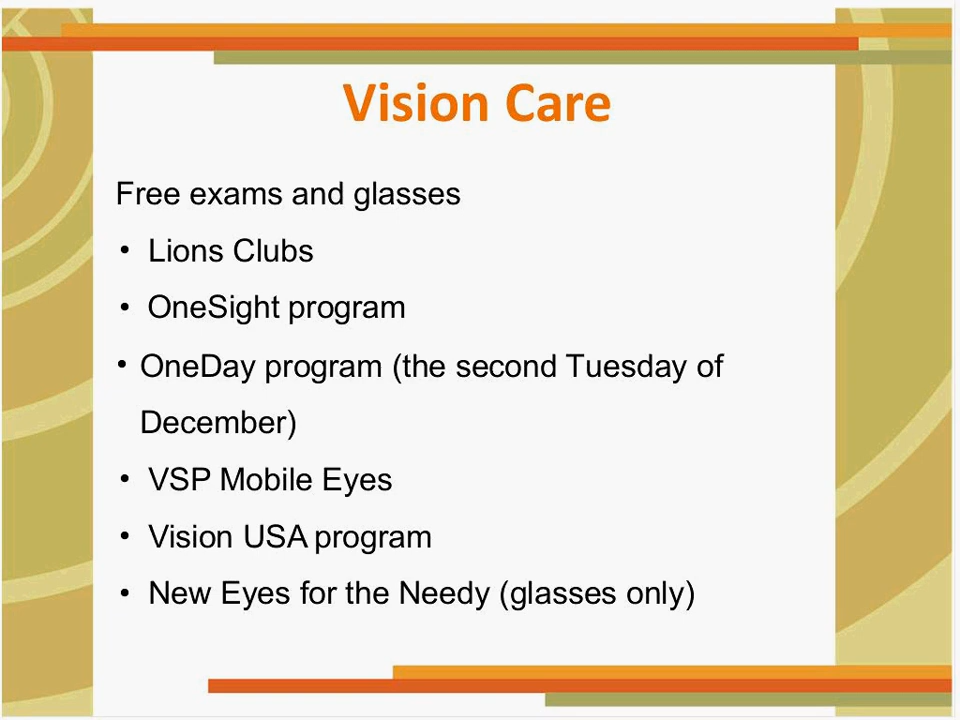 Vision Care
Free exams and glasses
• Lions Clubs
• OneSight program
• OneDay program (the second Tuesday of
December)
• VSP Mobile Eyes
• Vision USA program
• New Eyes for the Needy (glasses only)